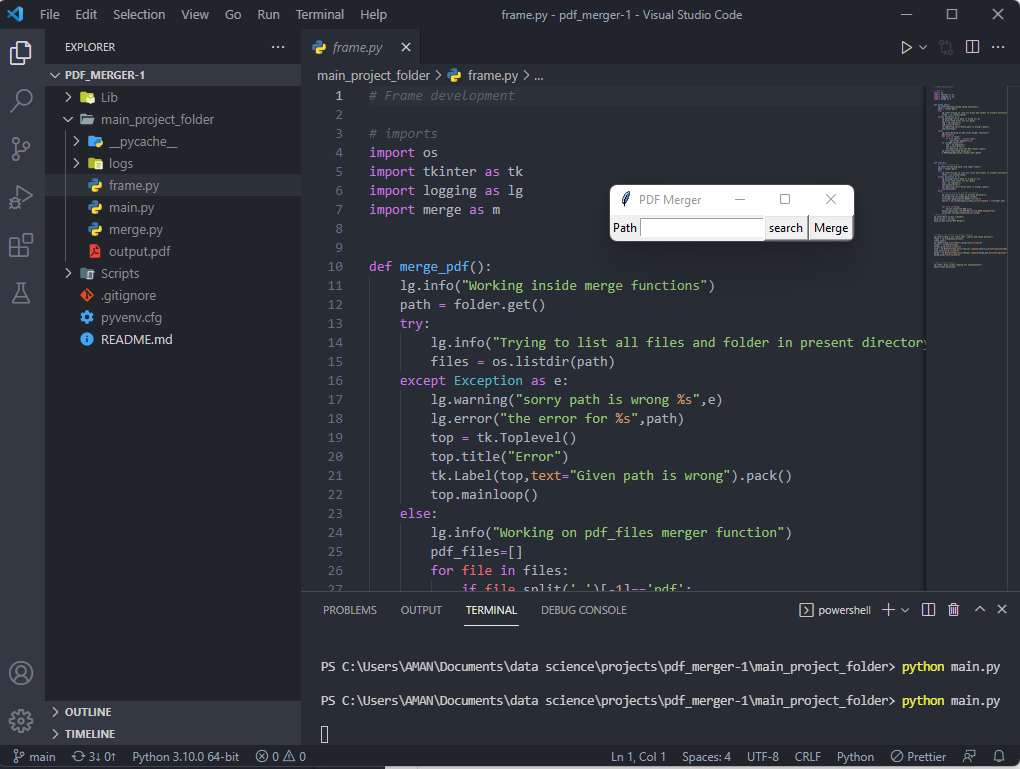 File Edit Selection View Go Run Terminal Help frame.py - pdf_merger-1 - Visual Studio Code
EXPLORER
PDF_MERGER-1
Lib
main_project_folder
__pycache__
logs
frame.py
main.py
merge.py
output.pdf
Scripts
.gitignore
pyvenv.cfg
README.md
OUTLINE
TIMELINE
frame.py
main_project_folder > frame.py > ...
1 # Frame development
2
3 # imports
4 import os
5 import tkinter as tk
6 import logging as lg
7 import merge as m
8
9
10 def merge_pdf():
11 lg.info("Working inside merge functions")
12 path = folder.get()
13 try:
14 lg.info("Trying to list all files and folder in present directory
15 files = os.listdir(path)
16 except Exception as e:
17 lg.warning("sorry path is wrong %s",e)
18 lg.error("the error for %s",path)
19 top = tk.Toplevel()
20 top.title("Error")
21 tk.Label(top,text="Given path is wrong").pack()
22 top.mainloop()
23 else:
24 lg.info("Working on pdf_files merger function")
25 pdf_files=[]
26 for file in files:
27 if file.split('.')[-1]=='pdf':
PDF Merger
Path search Merge
PROBLEMS OUTPUT TERMINAL DEBUG CONSOLE powershell
PS C:\Users\AMAN\Documents\data science\projects\pdf_merger-1\main_project_folder> python main.py
PS C:\Users\AMAN\Documents\data science\projects\pdf_merger-1\main_project_folder> python main.py
main 3↓ 0↑ Python 3.10.0 64-bit 0 0 Ln 1, Col 1 Spaces: 4 UTF-8 CRLF Python Prettier